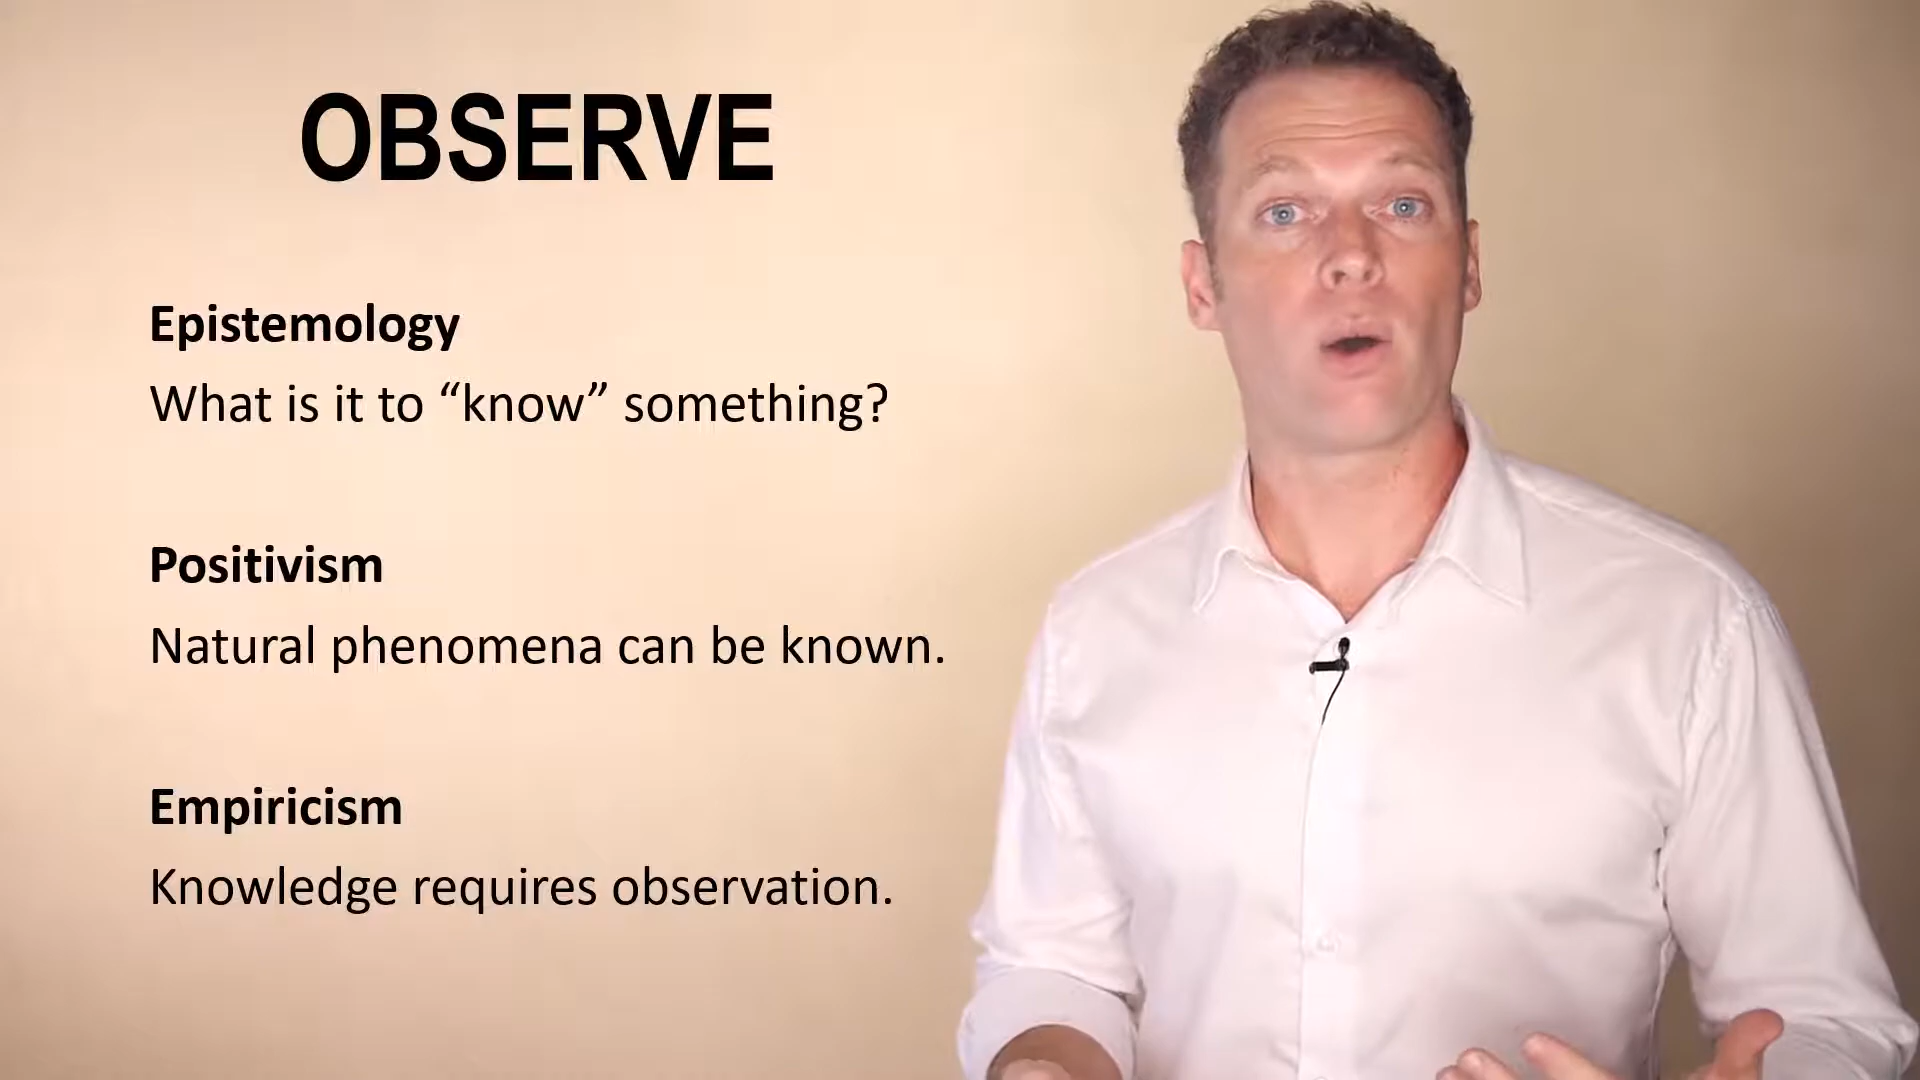 OBSERVE
Epistemology
What is it to “know” something?
Positivism
Natural phenomena can be known.
Empiricism
Knowledge requires observation.